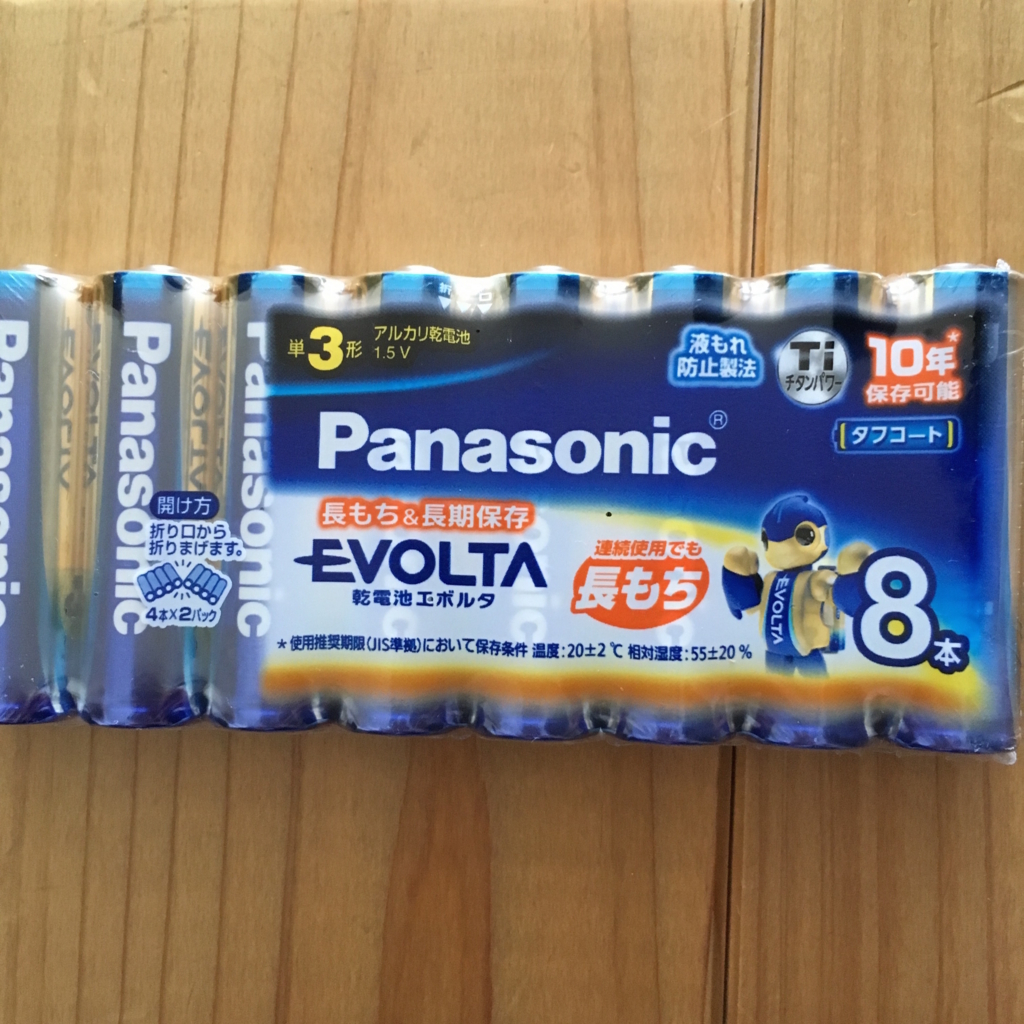 単3形 アルカリ乾電池
1.5V
液もれ
防止製法
Ti
チタンパワー
10年*
保存可能
Panasonic®
タフコート
長もち&長期保存
EVOLTA
乾電池エボルタ
連続使用でも
長もち
EVOLTA
8本
*使用推奨期限(JIS準拠)において保存条件 温度:20±2℃ 相対湿度:55±20%
開け方
折り口から
折りまげます。
4本×2パック
Panasonic
EVOLTA
Panasonic
EVOLTA
Panasonic